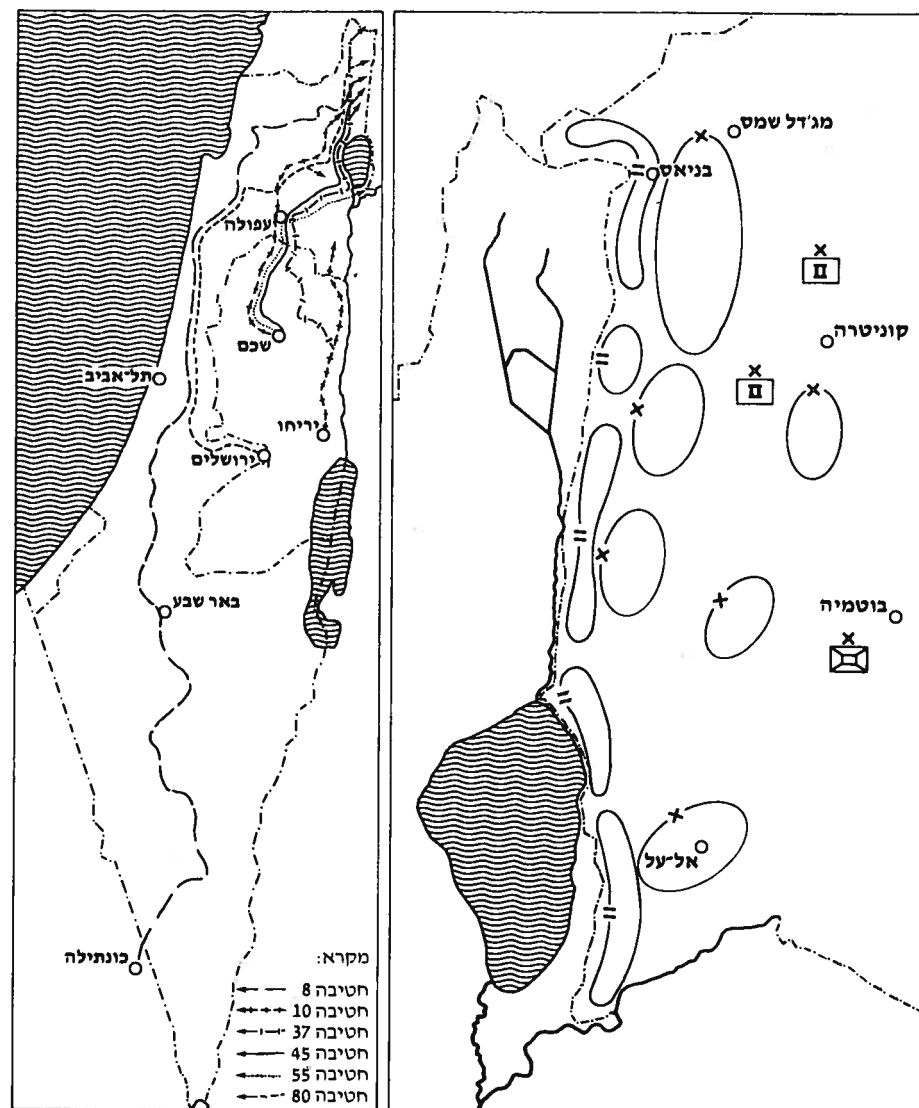 עפולה
שכם
תל־אביב
יריחו
ירושלים
באר שבע
כונתילה
מקרא:
חטיבה 8
חטיבה 10
חטיבה 37
חטיבה 45
חטיבה 55
חטיבה 80
מג'דל שמס
בניאס
קוניטרה
בוטמיה
אל־על